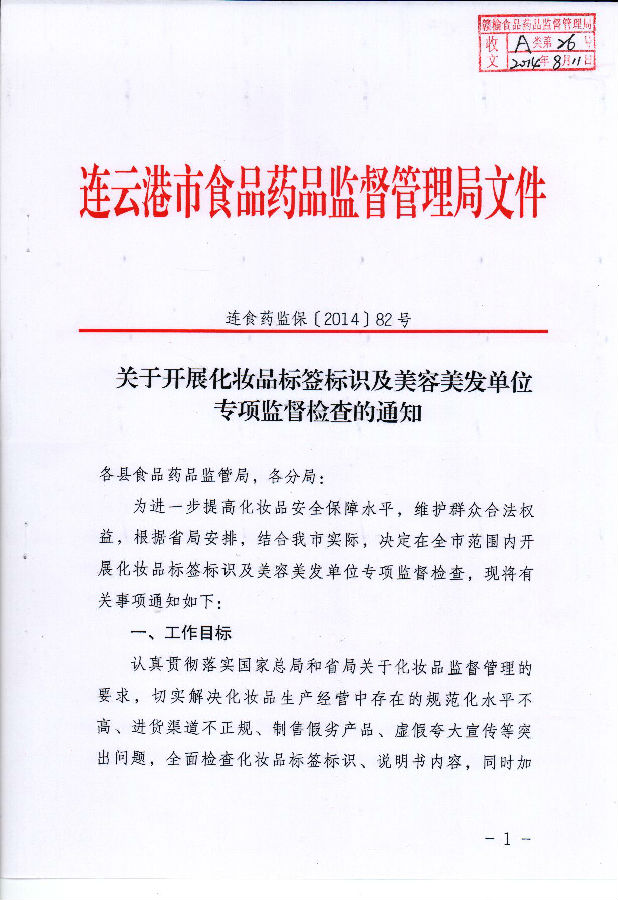 赣榆食品药品监督管理局
收文 A类第26号
2014年8月11日
连云港市食品药品监督管理局文件
连食药监保〔2014〕82号
关于开展化妆品标签标识及美容美发单位
专项监督检查的通知
各县食品药品监管局，各分局：
为进一步提高化妆品安全保障水平，维护群众合法权
益，根据省局安排，结合我市实际，决定在全市范围内开
展化妆品标签标识及美容美发单位专项监督检查，现将有
关事项通知如下：
一、工作目标
认真贯彻落实国家总局和省局关于化妆品监督管理的
要求，切实解决化妆品生产经营中存在的规范化水平不
高、进货渠道不正规、制售假劣产品、虚假夸大宣传等突
出问题，全面检查化妆品标签标识、说明书内容，同时加
－1－